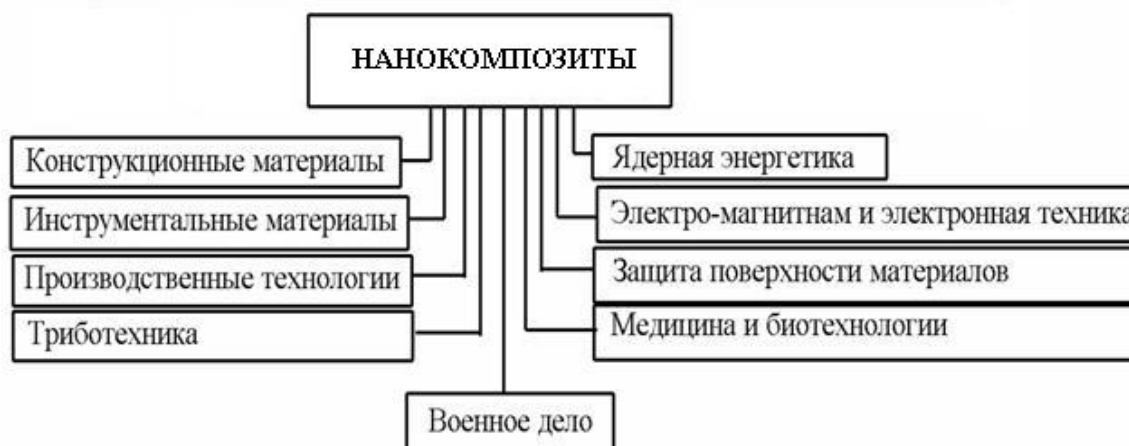 НАНОКОМПОЗИТЫ
Конструкционные материалы
Инструментальные материалы
Производственные технологии
Триботехника
Ядерная энергетика
Электро-магнитнам и электронная техника
Защита поверхности материалов
Медицина и биотехнологии
Военное дело